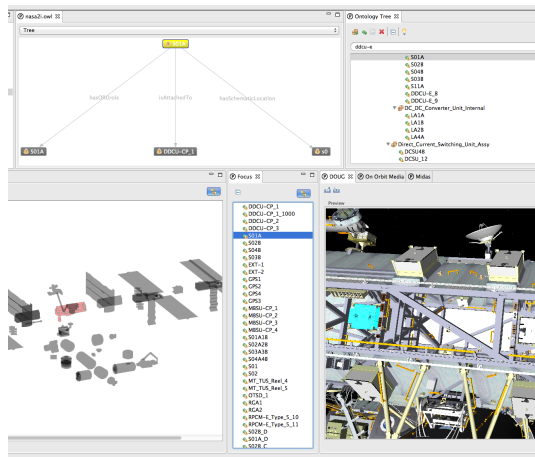 nasa2i.owl
Tree
S01A
hasORUrole
isAttachedTo
hasSchematicLocation
S01A
DDCU-CP_1
s0
Ontology Tree
ddcu-e
S01A
S02B
S04B
S03B
S11A
DDCU-E_8
DDCU-E_9
DC_DC_Converter_Unit_Internal
LA1A
LA1B
LA2B
LA4A
Direct_Current_Switching_Unit_Assy
DCSU4B
DCSU_12
Focus
DDCU-CP_1
DDCU-CP_1_1000
DDCU-CP_2
DDCU-CP_3
S01A
S02B
S04B
S03B
EXT-1
EXT-2
GPS1
GPS2
GPS4
GPS3
MBSU-CP_1
MBSU-CP_2
MBSU-CP_3
MBSU-CP_4
S01A1B
S02A2B
S03A3B
S04A4B
S01
S02
MT_TUS_Reel_4
MT_TUS_Reel_5
OTSD_1
RGA1
RGA2
RPCM-E_Type_5_10
RPCM-E_Type_5_11
S02B_D
S01A_D
S02B_C
DOUG
On Orbit Media
Midas
Preview